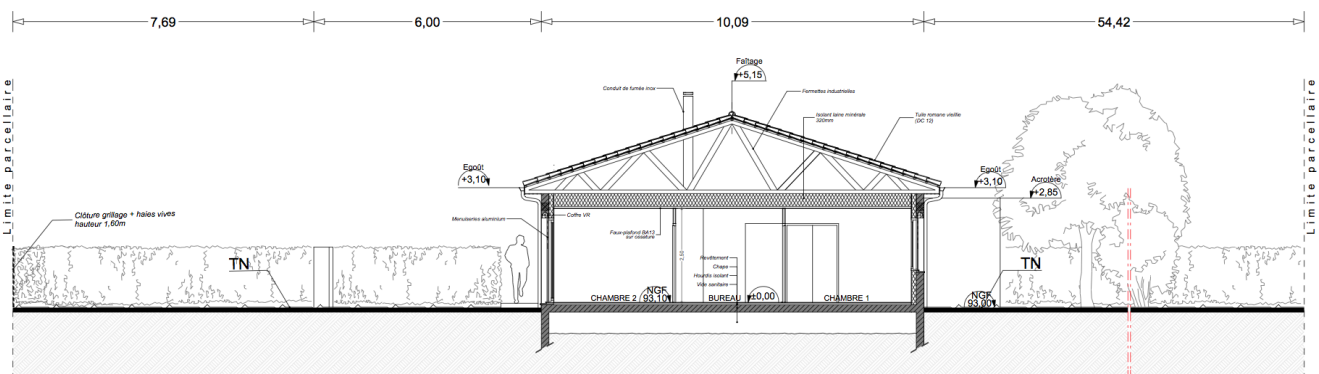 7,69
6,00
10,09
54,42
Limite parcellaire
Limite parcellaire
Faîtage
+5,15
Conduit de fumée inox
Fermettes industrielles
Isolant laine minérale
320mm
Tuile romane vieillie
(DC 12)
Egoût
+3,10
Egoût
+3,10
Acrotère
+2,85
Clôture grillage + haies vives
hauteur 1,60m
Menuiseries aluminium
Coffre VR
Faux-plafond BA13
sur ossature
2,50
TN
TN
Revêtement
Chape
Hourdis isolant
Vide sanitaire
CHAMBRE 2
NGF
93,10
BUREAU
±0,00
CHAMBRE 1
NGF
93,00